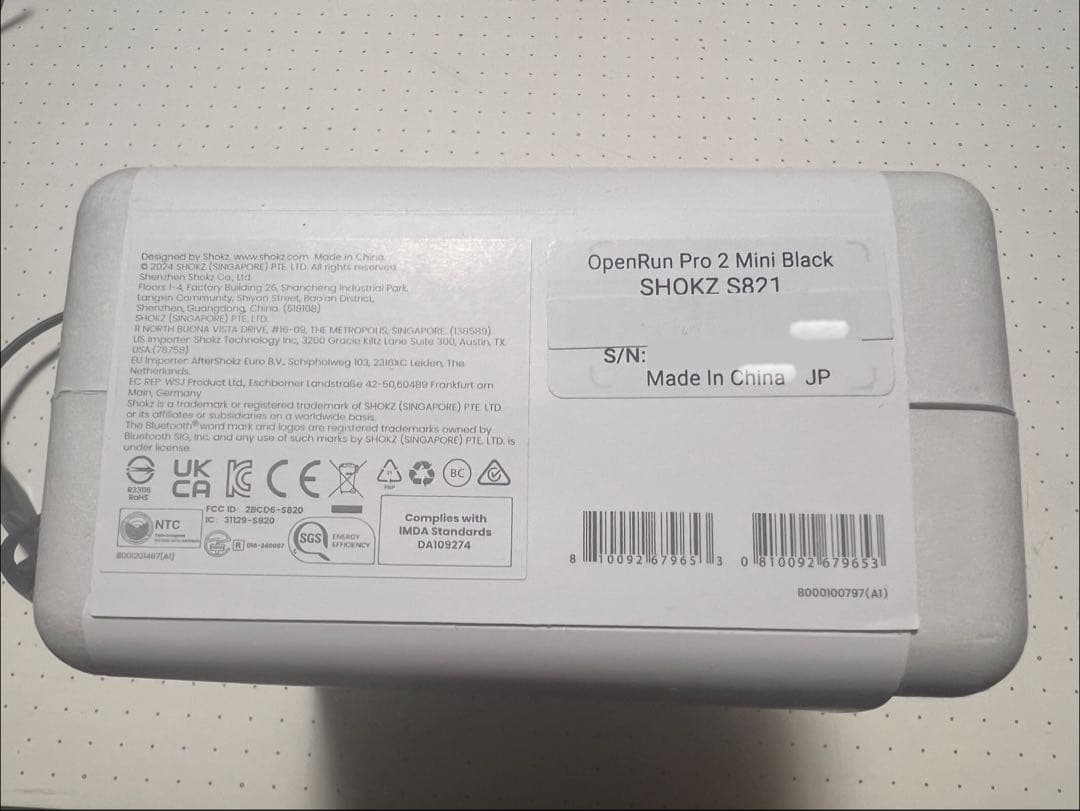 Designed by Shokz. www.shokz.com Made in China.
© 2024 SHOKZ (SINGAPORE) PTE. LTD. All rights reserved.
Shenzhen Shokz Co., Ltd.
Floors 1-4, Factory Building 26, Shancheng Industrial Park,
Langxin Community, Shiyan Street, Bao'an District,
Shenzhen, Guangdong, China. (518108)
SHOKZ (SINGAPORE) PTE. LTD.
11 NORTH BUONA VISTA DRIVE, #16-09, THE METROPOLIS, SINGAPORE. (138589)
US Importer: Shokz Technology Inc, 3200 Gracie Kiltz Lane Suite 300, Austin, TX,
USA (78758)
EU Importer: AfterShokz Euro B.V., Schipholweg 103, 2316XC Leiden, The
Netherlands.
EC REP: WSJ Product Ltd, Eschborner Landstraße 42-50,60489 Frankfurt am
Main, Germany
Shokz is a trademark or registered trademark of SHOKZ (SINGAPORE) PTE. LTD.
or its affiliates or subsidiaries on a worldwide basis.
The Bluetooth® word mark and logos are registered trademarks owned by
Bluetooth SIG, Inc. and any use of such marks by SHOKZ (SINGAPORE) PTE. LTD. is
under license.
R33116
RoHS
UK
CA
CE
21
PAP
BC
FCC ID: 2BCD6-S820
IC: 31129-S820
NTC
R 018-240067
SGS
ENERGY
EFFICIENCY
Complies with
IMDA Standards
DA109274
8000201467(A1)
OpenRun Pro 2 Mini Black
SHOKZ S821
S/N:
Made In China JP
8 10092 67965 3
0 810092 679653
8000100797(A1)